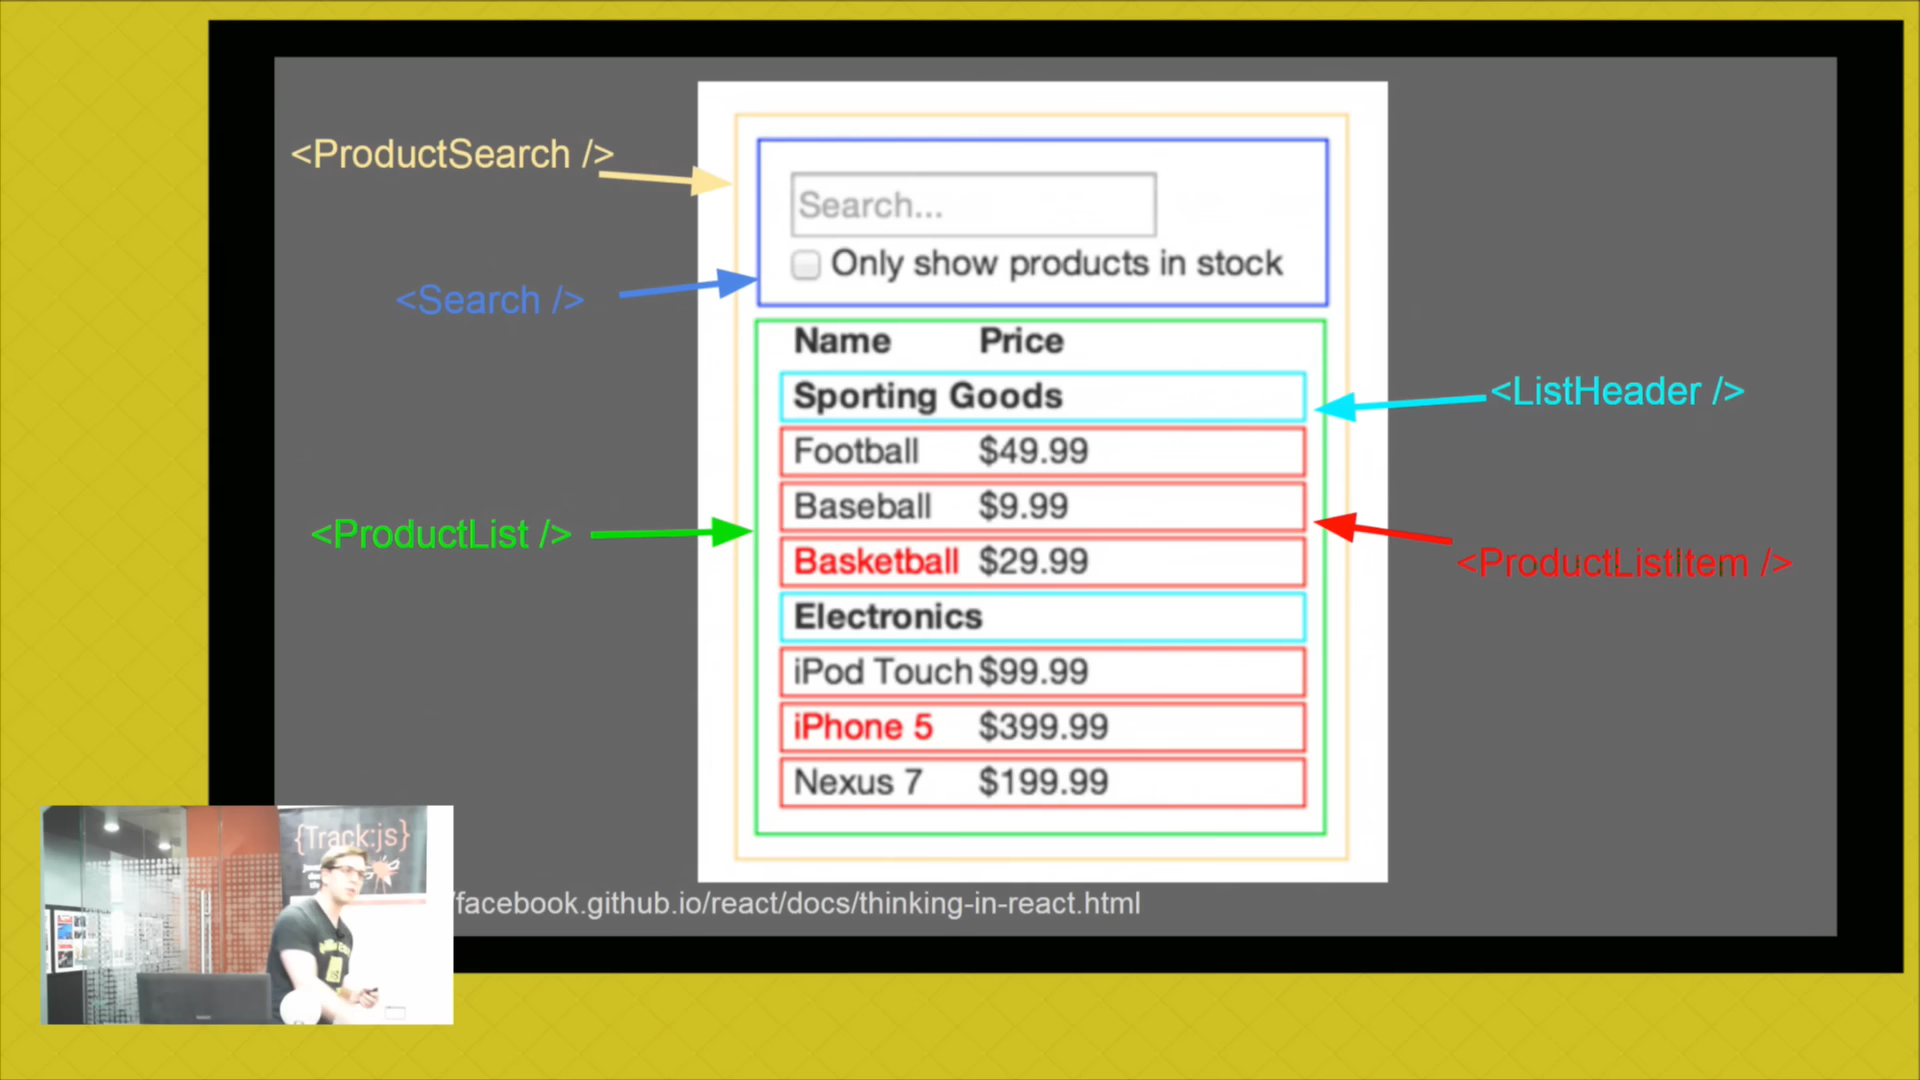 <ProductSearch />
Search...
Only show products in stock
<Search />
Name Price
Sporting Goods
<ListHeader />
Football $49.99
Baseball $9.99
<ProductList />
Basketball $29.99
<ProductListItem />
Electronics
iPod Touch $99.99
iPhone 5 $399.99
Nexus 7 $199.99
{Track:js}
/facebook.github.io/react/docs/thinking-in-react.html